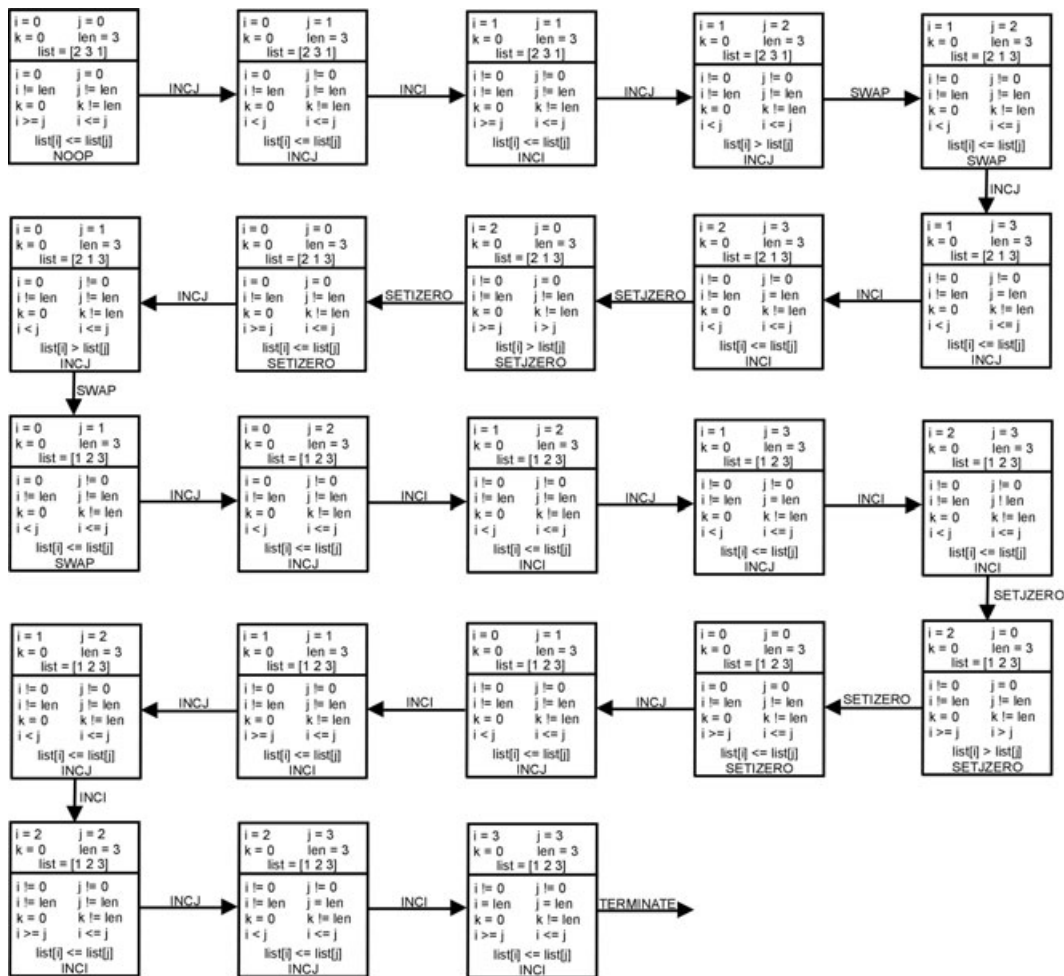 i = 0 j = 0
k = 0 len = 3
list = [2 3 1]
i = 0 j = 0
i != len j != len
k = 0 k != len
i >= j i <= j
list[i] <= list[j]
NOOP
INCJ
i = 0 j = 1
k = 0 len = 3
list = [2 3 1]
i = 0 j != 0
i != len j != len
k = 0 k != len
i < j i <= j
list[i] <= list[j]
INCJ
INCI
i = 1 j = 1
k = 0 len = 3
list = [2 3 1]
i != 0 j != 0
i != len j != len
k = 0 k != len
i >= j i <= j
list[i] <= list[j]
INCI
INCJ
i = 1 j = 2
k = 0 len = 3
list = [2 3 1]
i != 0 j != 0
i != len j != len
k = 0 k != len
i < j i <= j
list[i] > list[j]
INCJ
SWAP
i = 1 j = 2
k = 0 len = 3
list = [2 1 3]
i != 0 j != 0
i != len j != len
k = 0 k != len
i < j i <= j
list[i] <= list[j]
SWAP
INCJ
i = 1 j = 3
k = 0 len = 3
list = [2 1 3]
i != 0 j != 0
i != len j = len
k = 0 k != len
i < j i <= j
list[i] <= list[j]
INCJ
INCI
i = 2 j = 3
k = 0 len = 3
list = [2 1 3]
i != 0 j != 0
i != len j = len
k = 0 k != len
i < j i <= j
list[i] <= list[j]
INCI
SETJZERO
i = 2 j = 0
k = 0 len = 3
list = [2 1 3]
i != 0 j = 0
i != len j != len
k = 0 k != len
i >= j i > j
list[i] > list[j]
SETJZERO
SETIZERO
i = 0 j = 0
k = 0 len = 3
list = [2 1 3]
i = 0 j = 0
i != len j != len
k = 0 k != len
i >= j i <= j
list[i] <= list[j]
SETIZERO
INCJ
i = 0 j = 1
k = 0 len = 3
list = [2 1 3]
i = 0 j != 0
i != len j != len
k = 0 k != len
i < j i <= j
list[i] > list[j]
INCJ
SWAP
i = 0 j = 1
k = 0 len = 3
list = [1 2 3]
i = 0 j != 0
i != len j != len
k = 0 k != len
i < j i <= j
list[i] <= list[j]
SWAP
INCJ
i = 0 j = 2
k = 0 len = 3
list = [1 2 3]
i = 0 j != 0
i != len j != len
k = 0 k != len
i < j i <= j
list[i] <= list[j]
INCJ
INCI
i = 1 j = 2
k = 0 len = 3
list = [1 2 3]
i != 0 j != 0
i != len j != len
k = 0 k != len
i < j i <= j
list[i] <= list[j]
INCI
INCJ
i = 1 j = 3
k = 0 len = 3
list = [1 2 3]
i != 0 j != 0
i != len j = len
k = 0 k != len
i < j i <= j
list[i] <= list[j]
INCJ
INCI
i = 2 j = 3
k = 0 len = 3
list = [1 2 3]
i != 0 j != 0
i != len j ! len
k = 0 k != len
i < j i <= j
list[i] <= list[j]
INCI
SETJZERO
i = 2 j = 0
k = 0 len = 3
list = [1 2 3]
i != 0 j = 0
i != len j != len
k = 0 k != len
i >= j i > j
list[i] > list[j]
SETJZERO
SETIZERO
i = 0 j = 0
k = 0 len = 3
list = [1 2 3]
i != 0 j = 0
i != len j != len
k = 0 k != len
i >= j i <= j
list[i] <= list[j]
SETIZERO
INCJ
i = 0 j = 1
k = 0 len = 3
list = [1 2 3]
i != 0 j != 0
i != len j != len
k = 0 k != len
i < j i <= j
list[i] <= list[j]
INCJ
INCI
i = 1 j = 1
k = 0 len = 3
list = [1 2 3]
i != 0 j != 0
i != len j != len
k = 0 k != len
i >= j i <= j
list[i] <= list[j]
INCI
INCJ
i = 1 j = 2
k = 0 len = 3
list = [1 2 3]
i != 0 j != 0
i != len j != len
k = 0 k != len
i < j i <= j
list[i] <= list[j]
INCJ
INCI
i = 2 j = 2
k = 0 len = 3
list = [1 2 3]
i != 0 j != 0
i != len j != len
k = 0 k != len
i >= j i <= j
list[i] <= list[j]
INCI
INCJ
i = 2 j = 3
k = 0 len = 3
list = [1 2 3]
i != 0 j != 0
i != len j = len
k = 0 k != len
i < j i <= j
list[i] <= list[j]
INCJ
INCI
i = 3 j = 3
k = 0 len = 3
list = [1 2 3]
i != 0 j != 0
i = len j = len
k = 0 k != len
i >= j i <= j
list[i] <= list[j]
INCI
TERMINATE